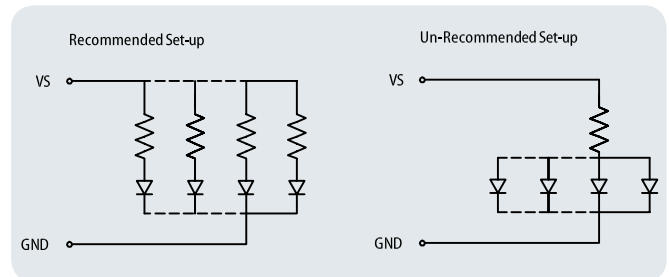 Recommended Set-up
VS
GND
Un-Recommended Set-up
VS
GND